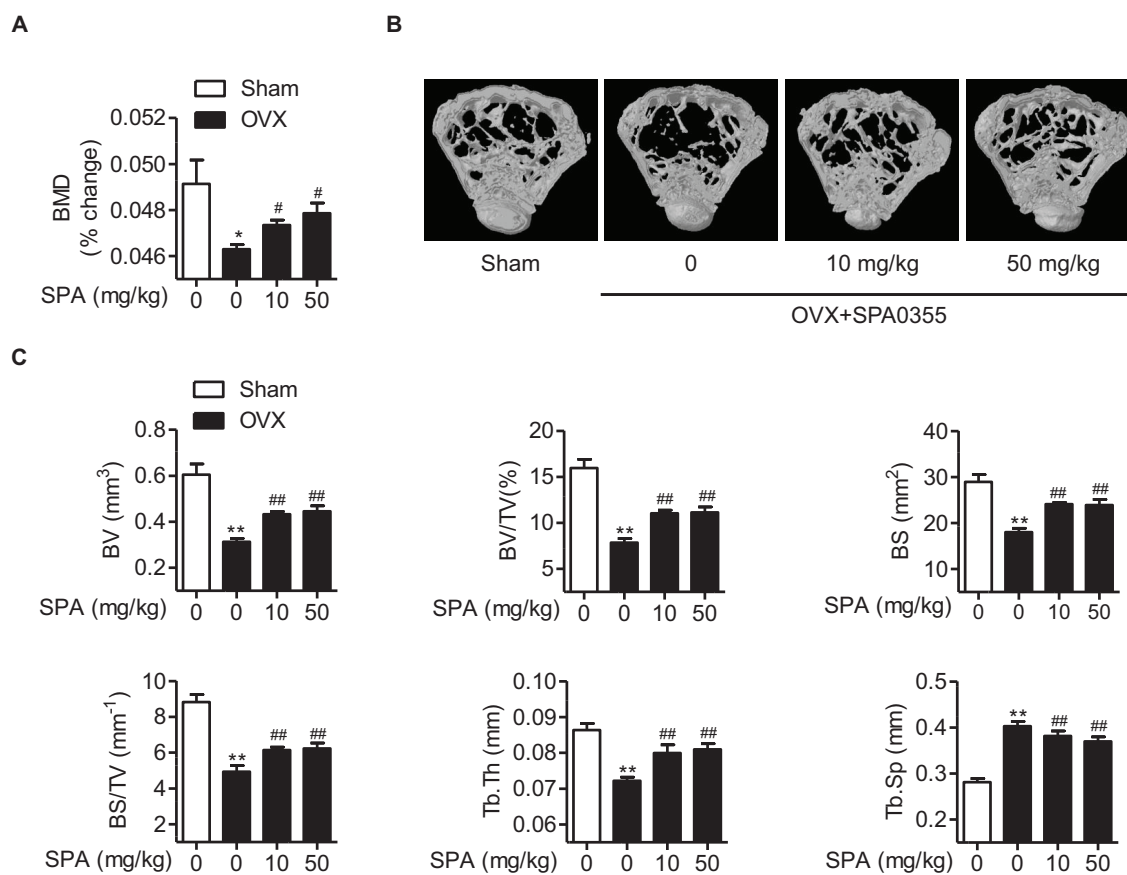 A
Sham
OVX
BMD
(% change)
0.052
0.050
0.048
0.046
*
#
#
SPA (mg/kg)
0 0 10 50
B
Sham 0 10 mg/kg 50 mg/kg
OVX+SPA0355
C
Sham
OVX
BV (mm³)
0.8
0.6
0.4
0.2
**
##
##
SPA (mg/kg)
0 0 10 50
BV/TV(%)
20
15
10
5
**
##
##
SPA (mg/kg)
0 0 10 50
BS (mm²)
40
30
20
10
**
##
##
SPA (mg/kg)
0 0 10 50
BS/TV (mm⁻¹)
10
8
6
4
2
**
##
##
SPA (mg/kg)
0 0 10 50
Tb.Th (mm)
0.10
0.09
0.08
0.07
0.06
**
##
##
SPA (mg/kg)
0 0 10 50
Tb.Sp (mm)
0.5
0.4
0.3
0.2
**
##
##
SPA (mg/kg)
0 0 10 50